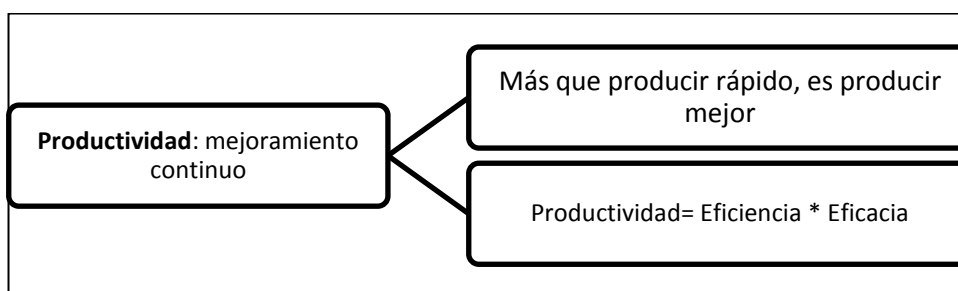 Productividad: mejoramiento
continuo
Más que producir rápido, es producir
mejor
Productividad= Eficiencia * Eficacia